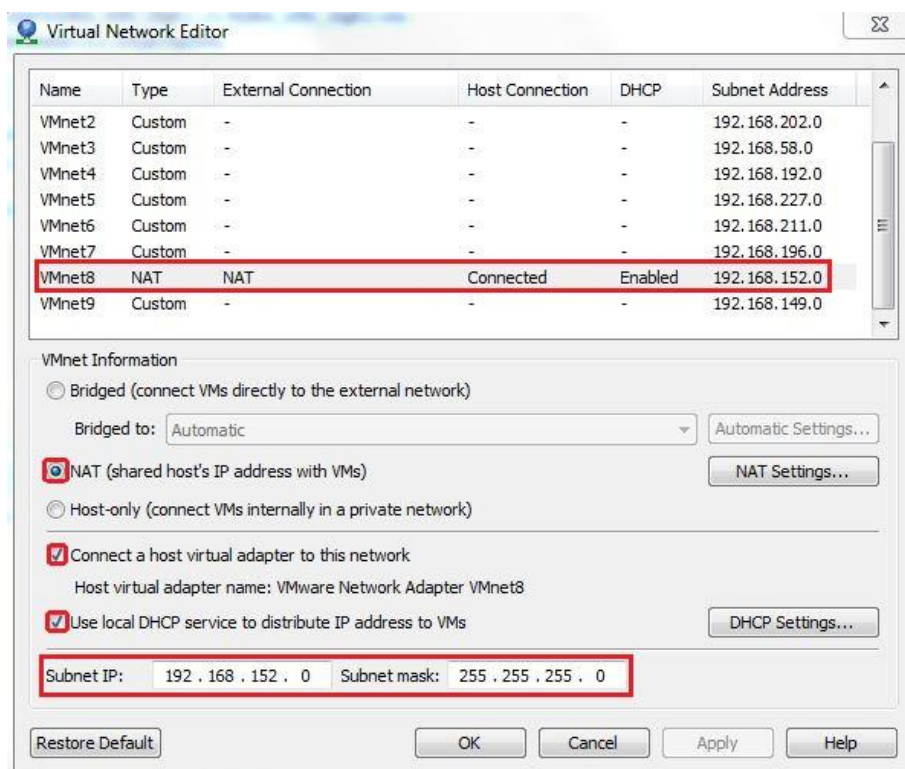 Virtual Network Editor
Name Type External Connection Host Connection DHCP Subnet Address
VMnet2 Custom - - - 192.168.202.0
VMnet3 Custom - - - 192.168.58.0
VMnet4 Custom - - - 192.168.192.0
VMnet5 Custom - - - 192.168.227.0
VMnet6 Custom - - - 192.168.211.0
VMnet7 Custom - - - 192.168.196.0
VMnet8 NAT NAT Connected Enabled 192.168.152.0
VMnet9 Custom - - - 192.168.149.0
VMnet Information
Bridged (connect VMs directly to the external network)
Bridged to: Automatic Automatic Settings...
NAT (shared host's IP address with VMs) NAT Settings...
Host-only (connect VMs internally in a private network)
Connect a host virtual adapter to this network
Host virtual adapter name: VMware Network Adapter VMnet8
Use local DHCP service to distribute IP address to VMs DHCP Settings...
Subnet IP: 192 . 168 . 152 . 0 Subnet mask: 255 . 255 . 255 . 0
Restore Default OK Cancel Apply Help